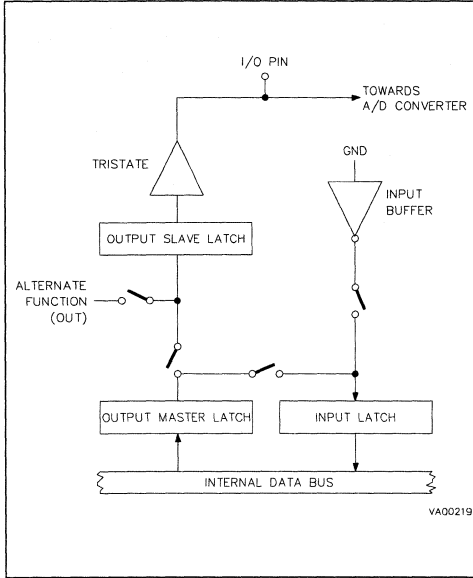 I/O PIN
TOWARDS
A/D CONVERTER
GND
TRISTATE
INPUT
BUFFER
OUTPUT SLAVE LATCH
ALTERNATE
FUNCTION
(OUT)
OUTPUT MASTER LATCH
INPUT LATCH
INTERNAL DATA BUS
VA00219